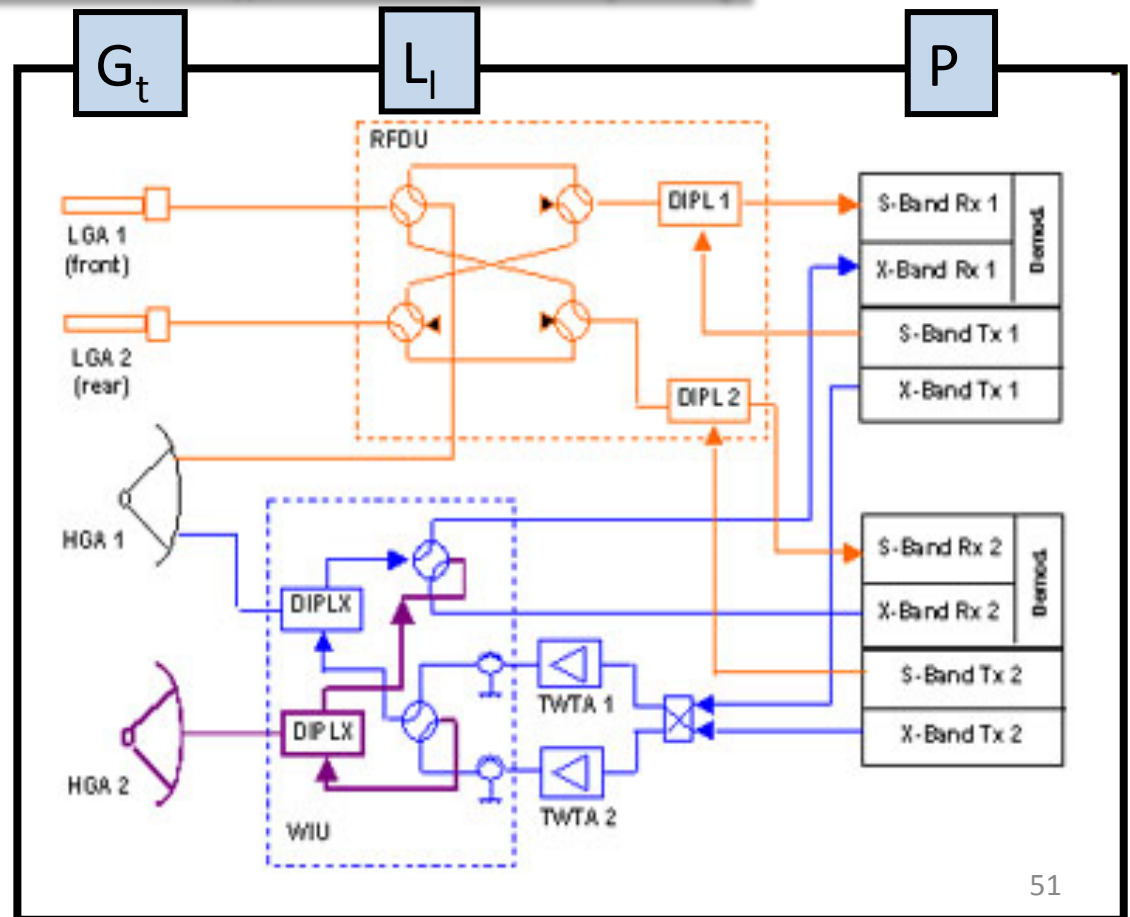 Gt
Ll
P
RFDU
LGA 1
(front)
DIPL 1
S-Band Rx 1
Demod.
X-Band Rx 1
S-Band Tx 1
X-Band Tx 1
LGA 2
(rear)
DIPL 2
HGA 1
DIPLX
S-Band Rx 2
Demod.
X-Band Rx 2
S-Band Tx 2
X-Band Tx 2
TWTA 1
DIPLX
HGA 2
TWTA 2
WIU
51